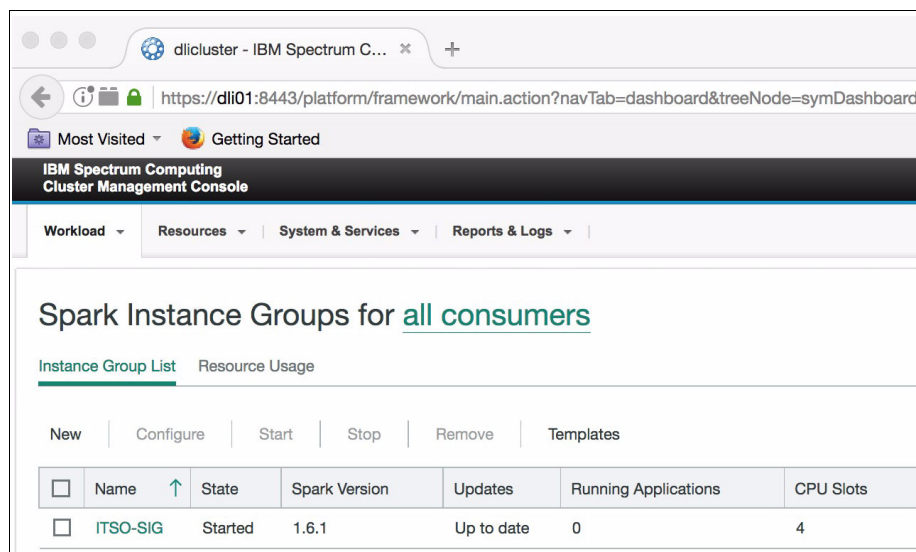 dlicluster - IBM Spectrum C...
https://dli01:8443/platform/framework/main.action?navTab=dashboard&treeNode=symDashboard
Most Visited Getting Started
IBM Spectrum Computing
Cluster Management Console
Workload Resources System & Services Reports & Logs
Spark Instance Groups for all consumers
Instance Group List Resource Usage
New Configure Start Stop Remove Templates
Name State Spark Version Updates Running Applications CPU Slots
ITSO-SIG Started 1.6.1 Up to date 0 4